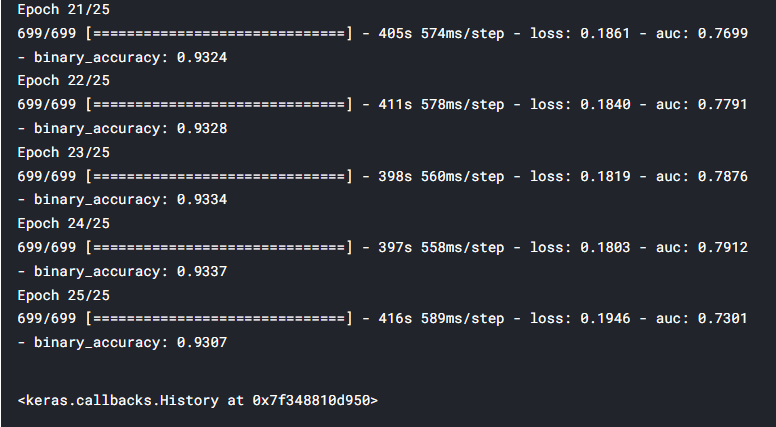 Epoch 21/25
699/699 [==============================] - 405s 574ms/step - loss: 0.1861 - auc: 0.7699
- binary_accuracy: 0.9324
Epoch 22/25
699/699 [==============================] - 411s 578ms/step - loss: 0.1840 - auc: 0.7791
- binary_accuracy: 0.9328
Epoch 23/25
699/699 [==============================] - 398s 560ms/step - loss: 0.1819 - auc: 0.7876
- binary_accuracy: 0.9334
Epoch 24/25
699/699 [==============================] - 397s 558ms/step - loss: 0.1803 - auc: 0.7912
- binary_accuracy: 0.9337
Epoch 25/25
699/699 [==============================] - 416s 589ms/step - loss: 0.1946 - auc: 0.7301
- binary_accuracy: 0.9307
<keras.callbacks.History at 0x7f348810d950>